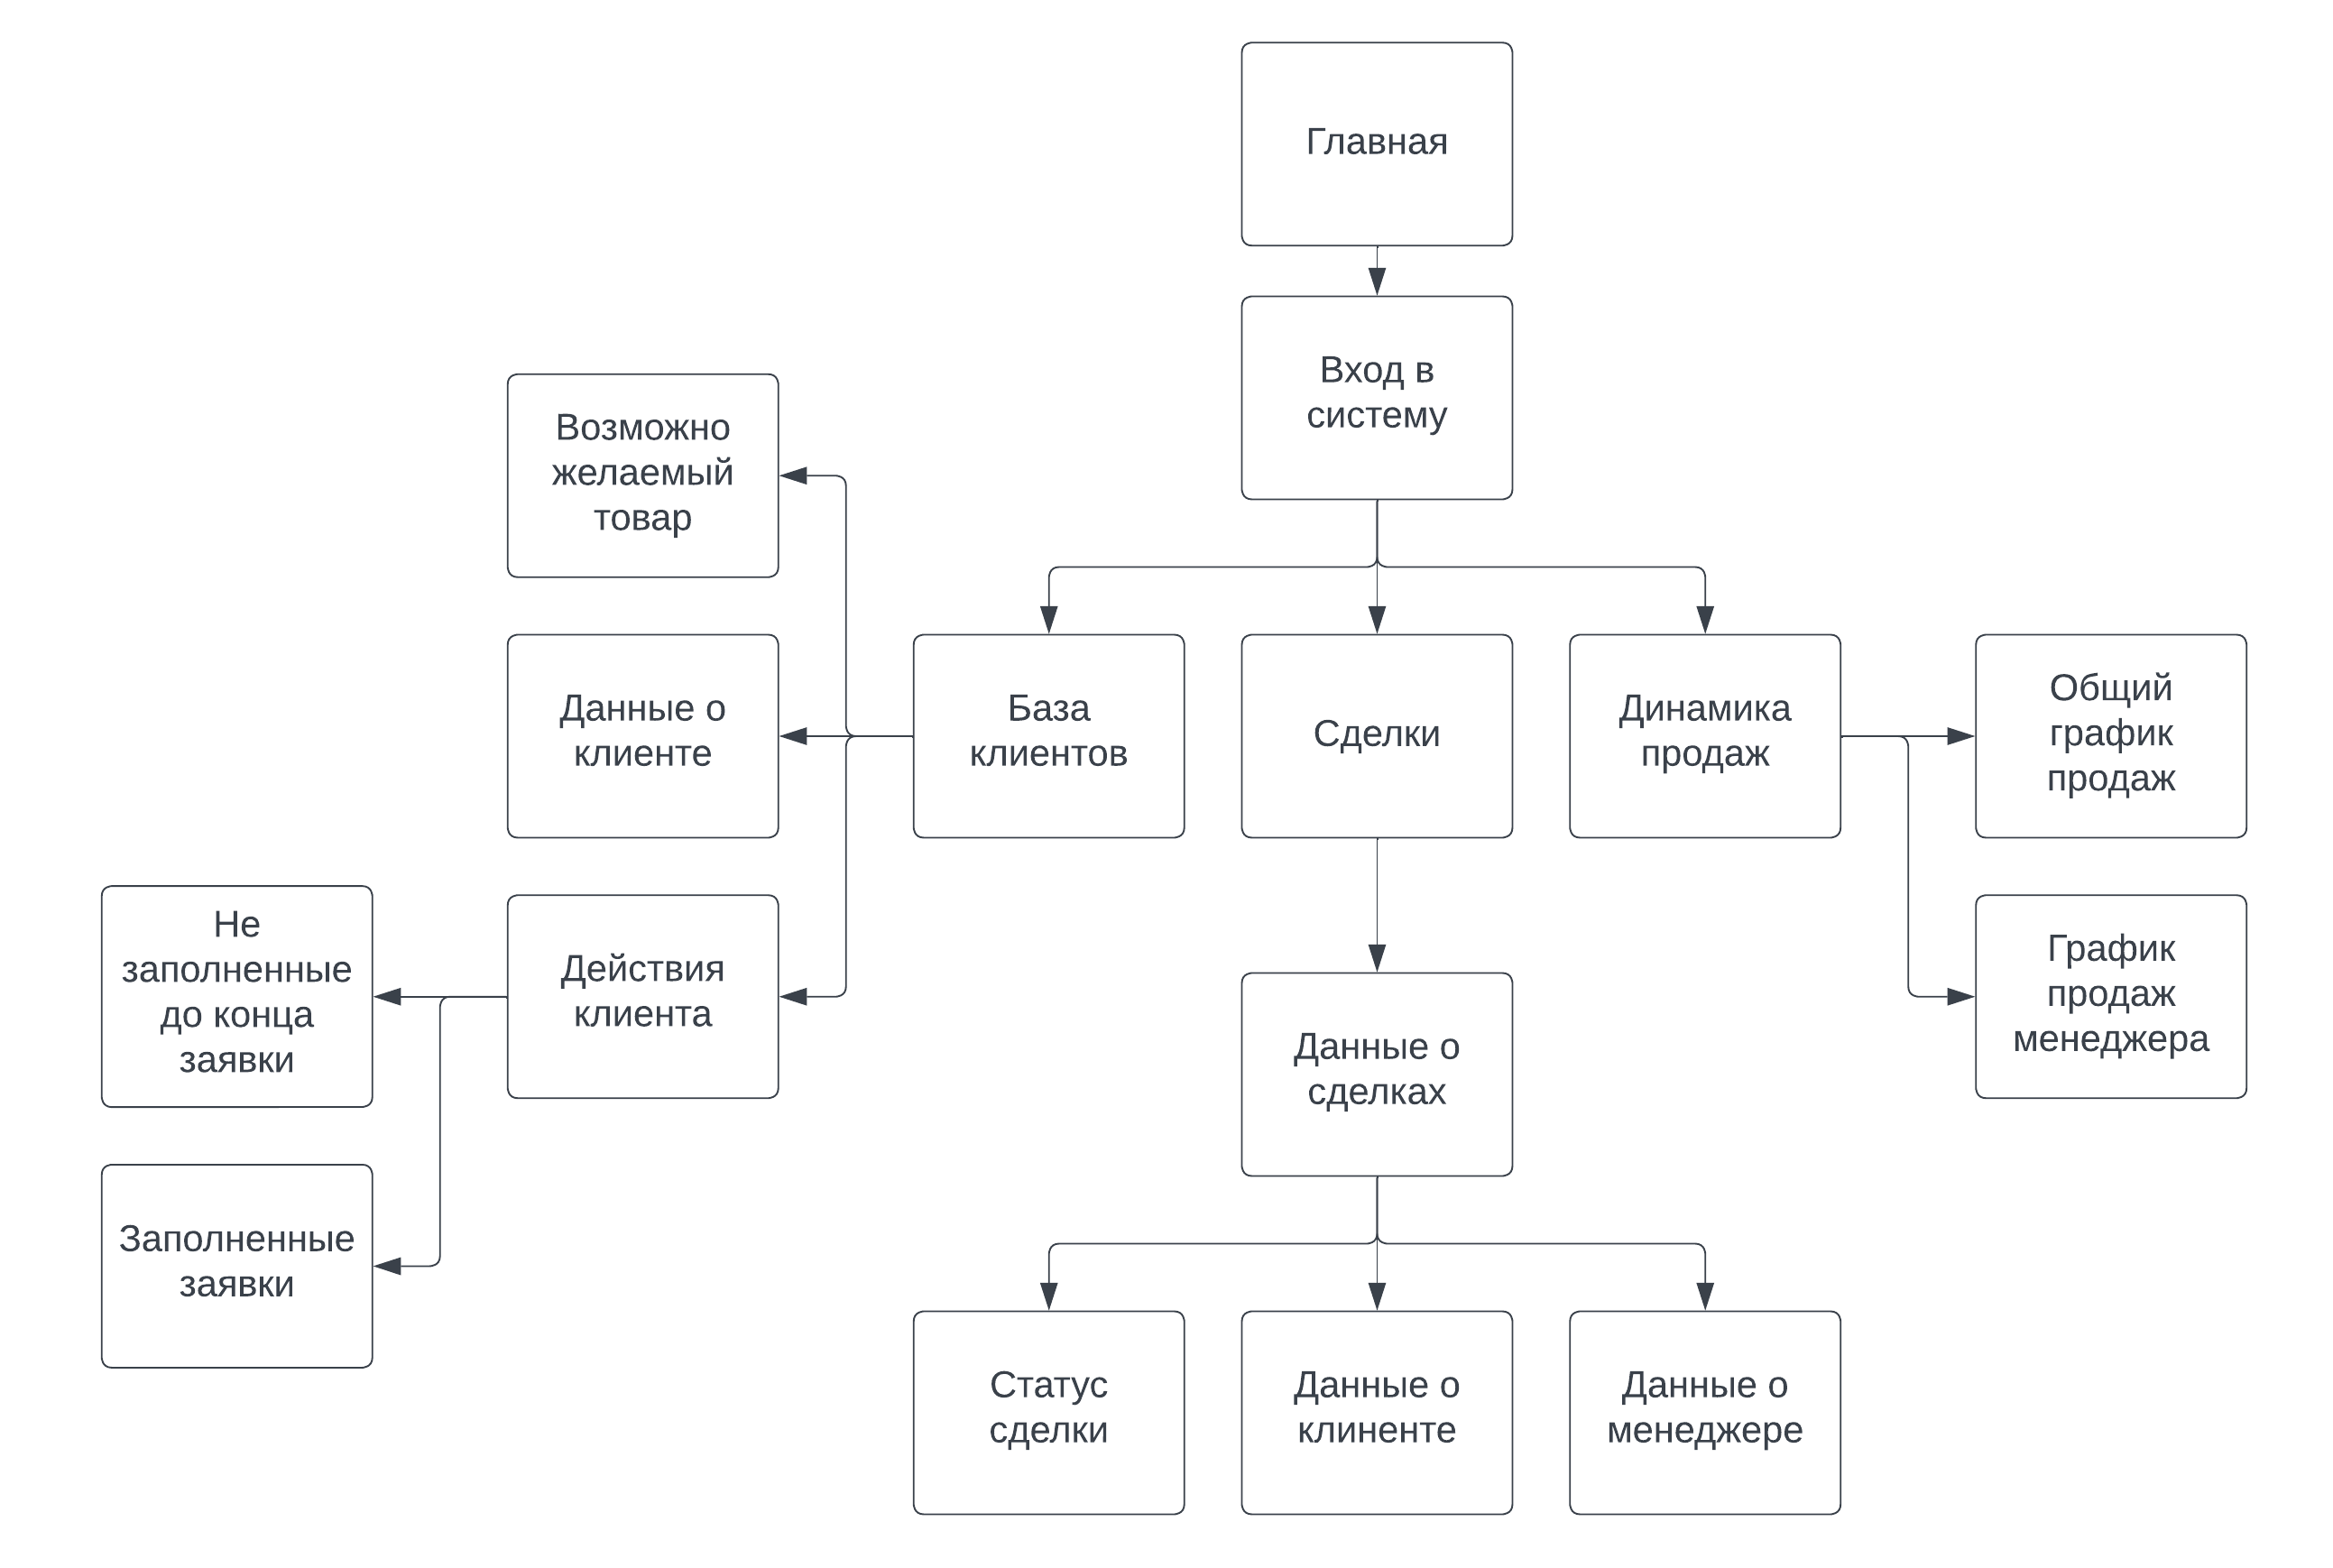 Главная
Вход в
систему
Возможно
желаемый
товар
Данные о
клиенте
База
клиентов
Сделки
Динамика
продаж
Общий
график
продаж
Не
заполненные
до конца
заявки
Действия
клиента
Данные о
сделках
График
продаж
менеджера
Заполненные
заявки
Статус
сделки
Данные о
клиненте
Данные о
менеджере